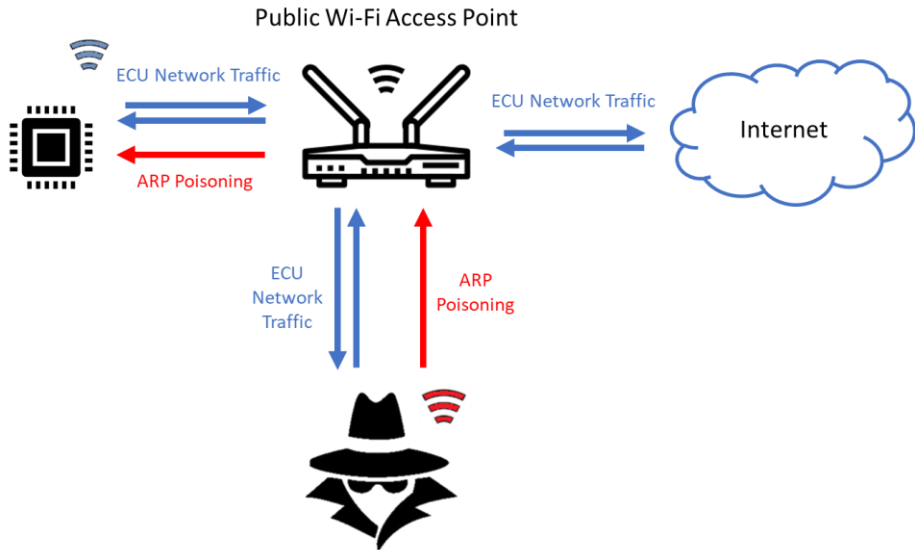 Public Wi-Fi Access Point
ECU Network Traffic
ECU Network Traffic
Internet
ARP Poisoning
ECU
Network
Traffic
ARP
Poisoning